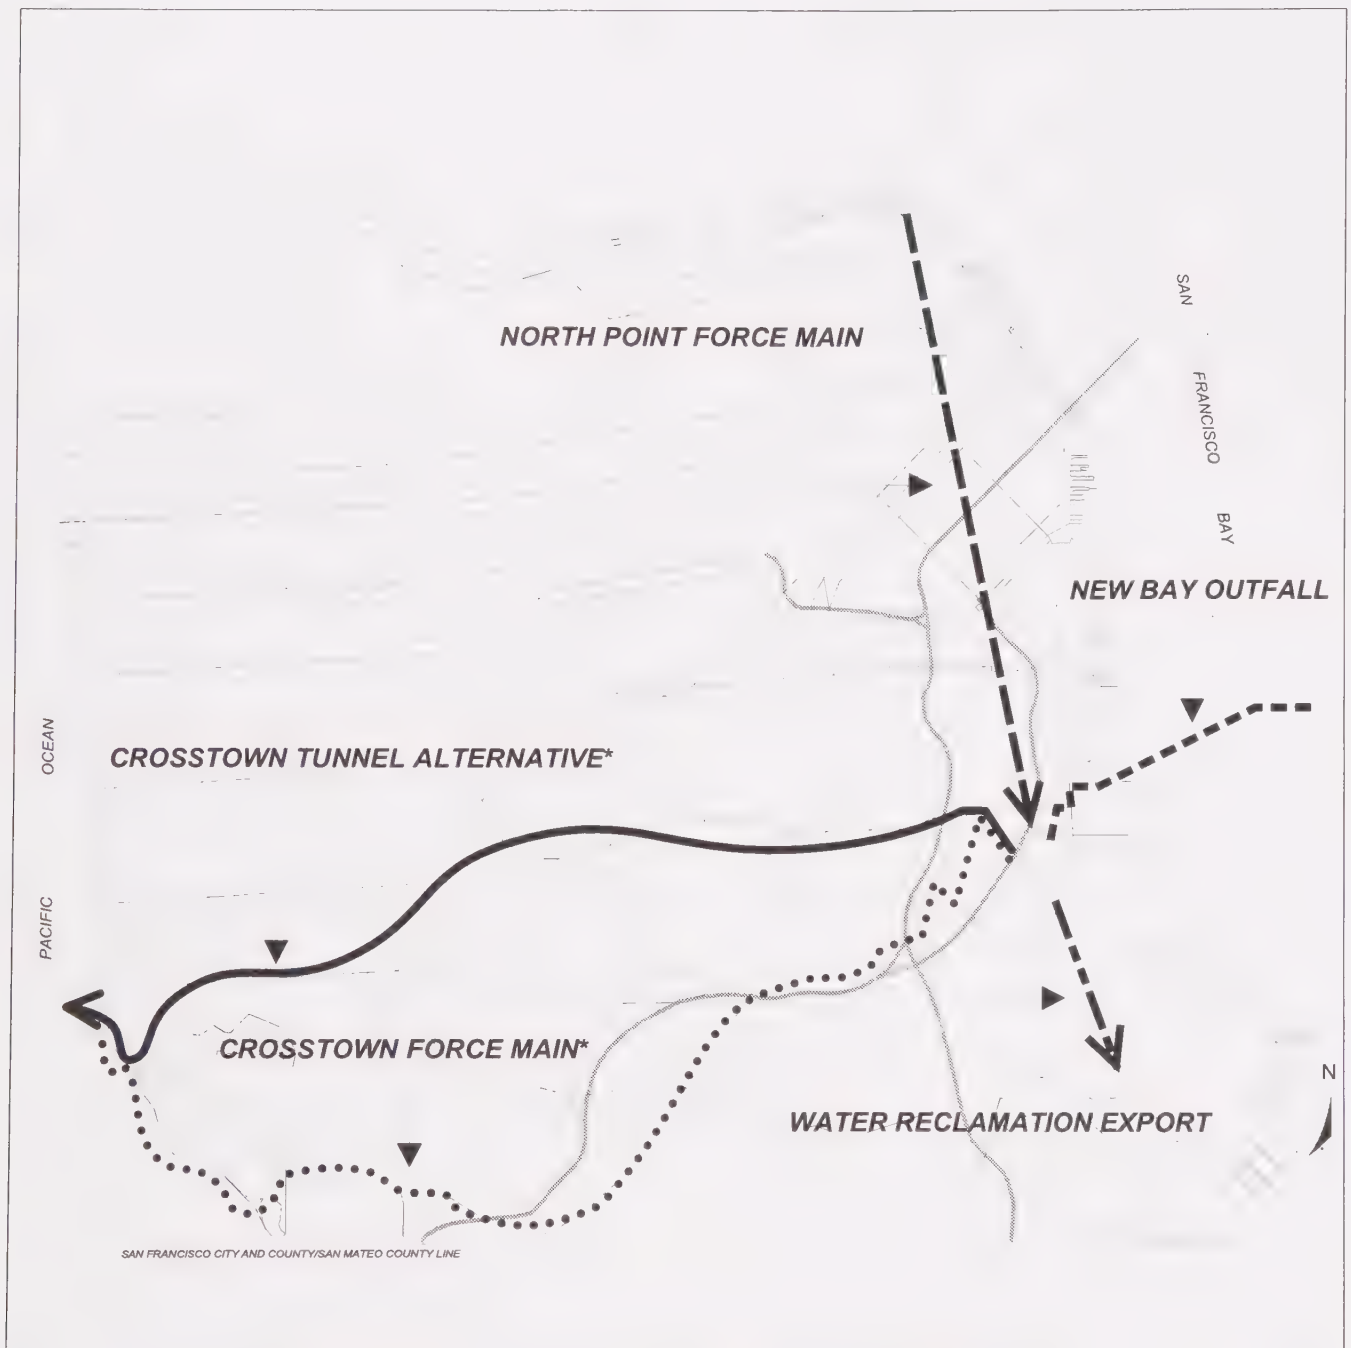 SAN
FRANCISCO
BAY
NORTH POINT FORCE MAIN
NEW BAY OUTFALL
OCEAN
PACIFIC
CROSSTOWN TUNNEL ALTERNATIVE*
CROSSTOWN FORCE MAIN*
N
WATER RECLAMATION EXPORT
SAN FRANCISCO CITY AND COUNTY/SAN MATEO COUNTY LINE